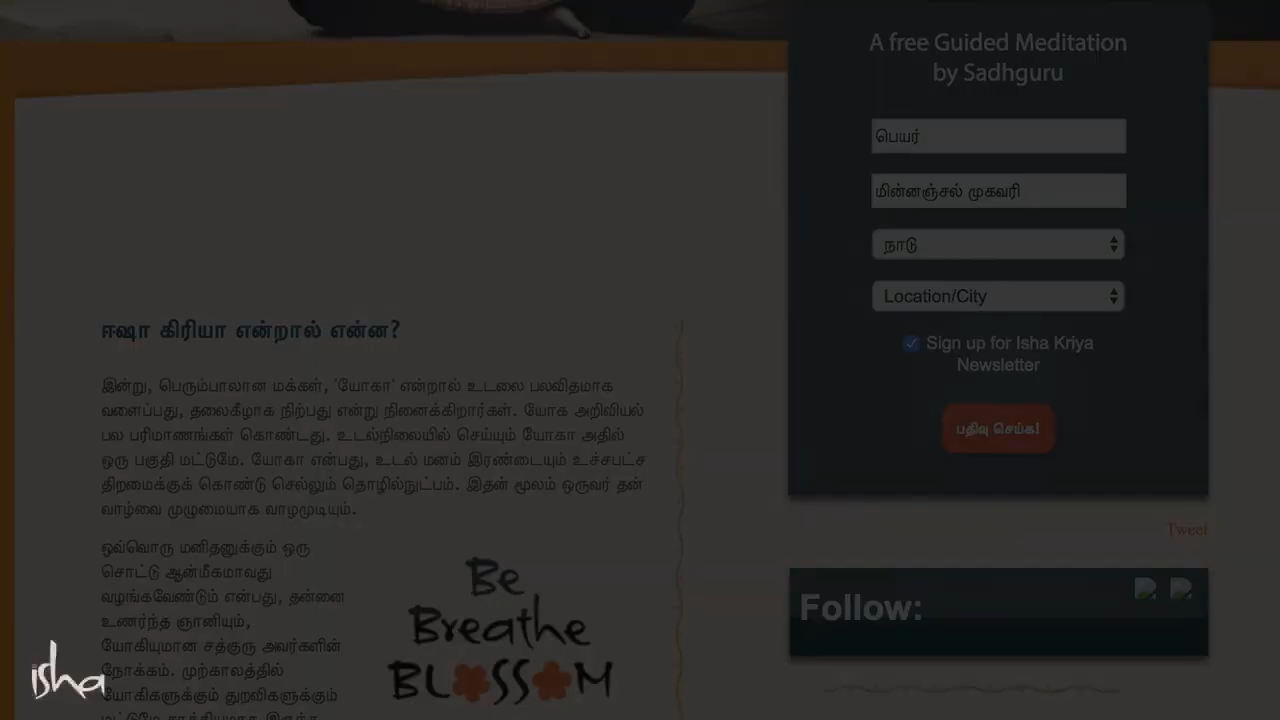 A free Guided Meditation
by Sadhguru
பெயர்
மின்னஞ்சல் முகவரி
நாடு
Location/City
Sign up for Isha Kriya
Newsletter
பதிவு செய்க!
ஈஷா கிரியா என்றால் என்ன?
இன்று, பெரும்பாலான மக்கள், 'யோகா' என்றால் உடலை பலவிதமாக
வளைப்பது, தலைகீழாக நிற்பது என்று நினைக்கிறார்கள். யோக அறிவியல்
பல பரிமாணங்கள் கொண்டது. உடல்நிலையில் செய்யும் யோகா அதில்
ஒரு பகுதி மட்டுமே. யோகா என்பது, உடல் மனம் இரண்டையும் உச்சபட்ச
திறமைக்குக் கொண்டு செல்லும் தொழில்நுட்பம். இதன் மூலம் ஒருவர் தன்
வாழ்வை முழுமையாக வாழமுடியும்.
ஒவ்வொரு மனிதனுக்கும் ஒரு
சொட்டு ஆன்மீகமாவது
வழங்கவேண்டும் என்பது, தன்னை
உணர்ந்த ஞானியும்,
யோகியுமான சத்குரு அவர்களின்
நோக்கம். முற்காலத்தில்
யோகிகளுக்கும் துறவிகளுக்கும்
Be
Breathe
BLOSSOM
Tweet
Follow:
isha